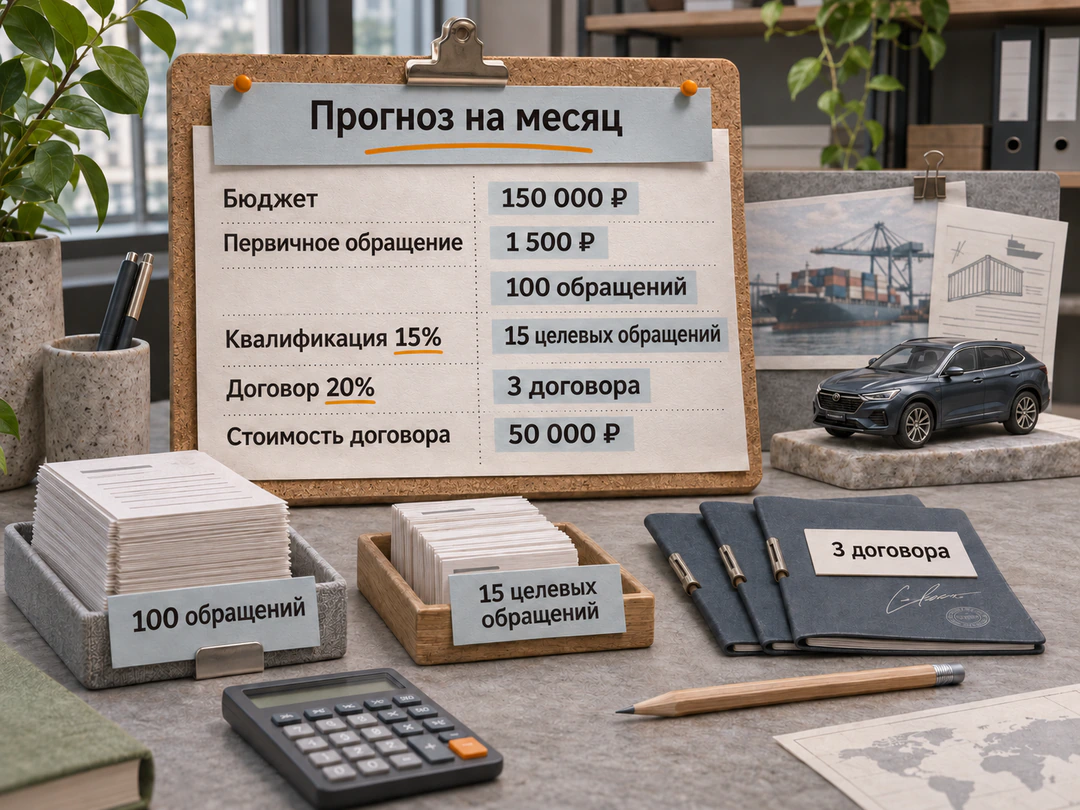 Прогноз на месяц
Бюджет 150 000 ₽
Первичное обращение 1 500 ₽
100 обращений
Квалификация 15% 15 целевых обращений
Договор 20% 3 договора
Стоимость договора 50 000 ₽
100 обращений
15 целевых
обращений
3 договора